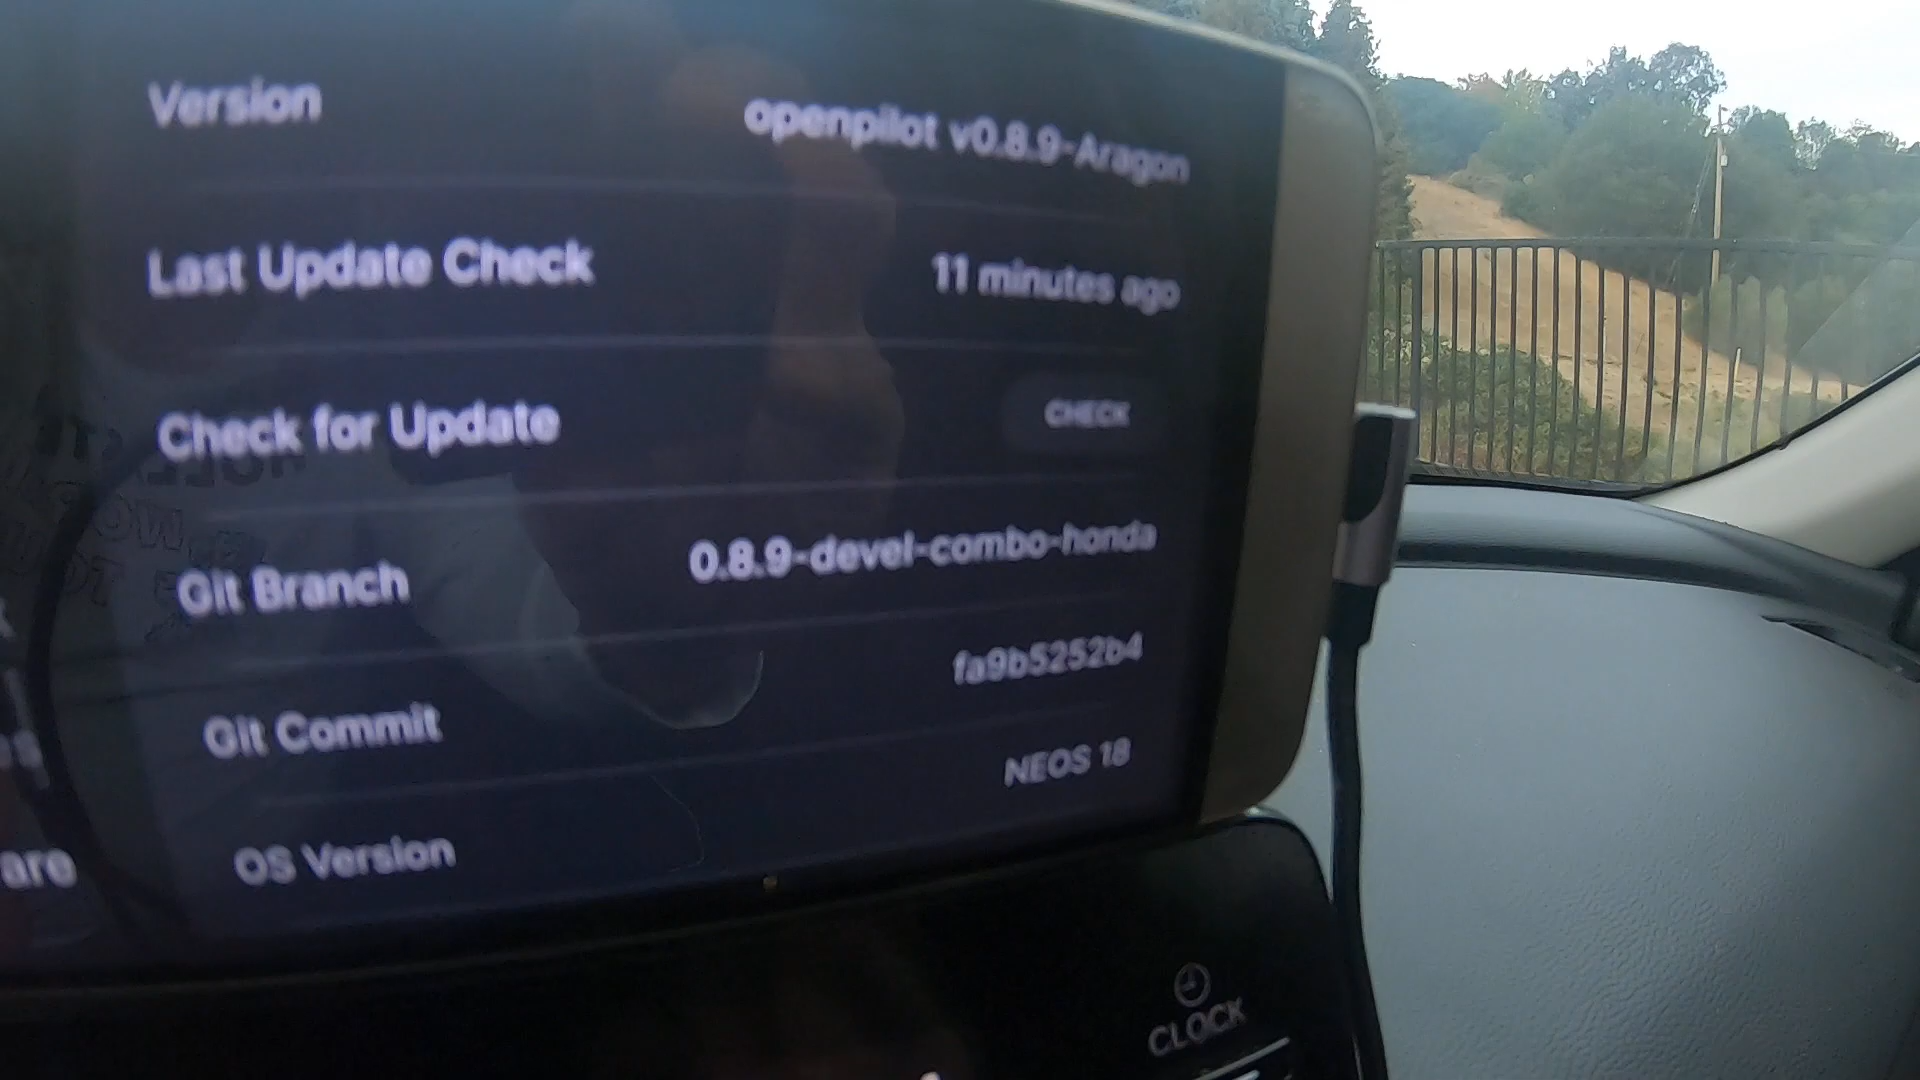 Version
openpilot v0.8.9-Aragon
Last Update Check
11 minutes ago
Check for Update
CHECK
Git Branch
0.8.9-devel-combo-honda
Git Commit
fa9b5252b4
OS Version
NEOS 18
are
CLOCK